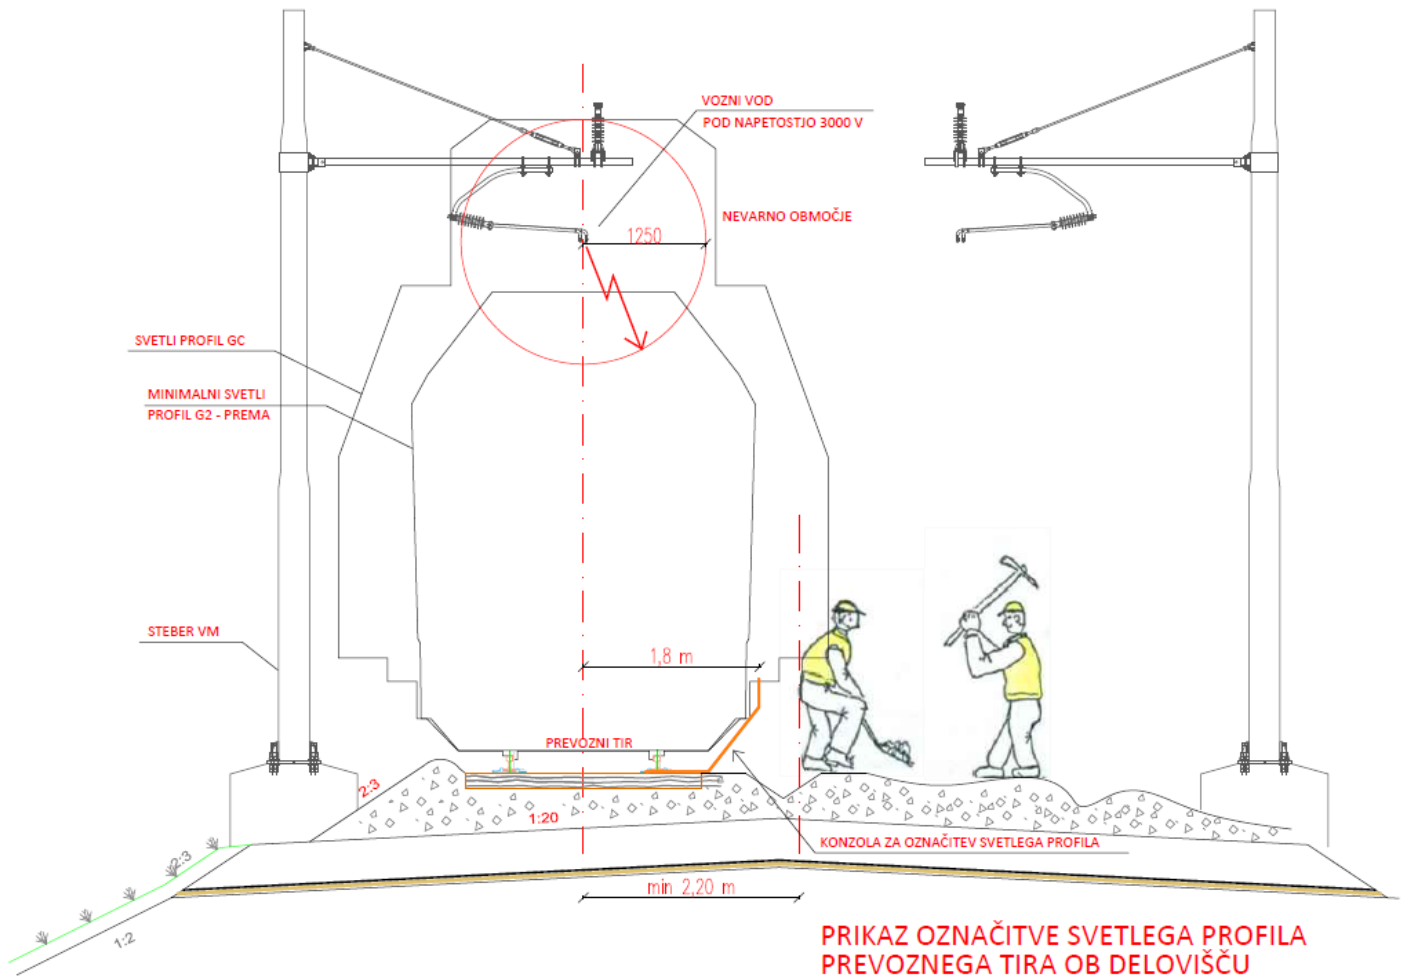 VOZNI VOD
POD NAPETOSTJO 3000 V
NEVARNO OBMOČJE
1250
SVETLI PROFIL GC
MINIMALNI SVETLI
PROFIL G2 - PREMA
STEBER VM
1,8 m
PREVOZNI TIR
2:3
1:20
2:3
KONZOLA ZA OZNAČITEV SVETLEGA PROFILA
min 2,20 m
1:2
PRIKAZ OZNAČITVE SVETLEGA PROFILA
PREVOZNEGA TIRA OB DELOVIŠČU